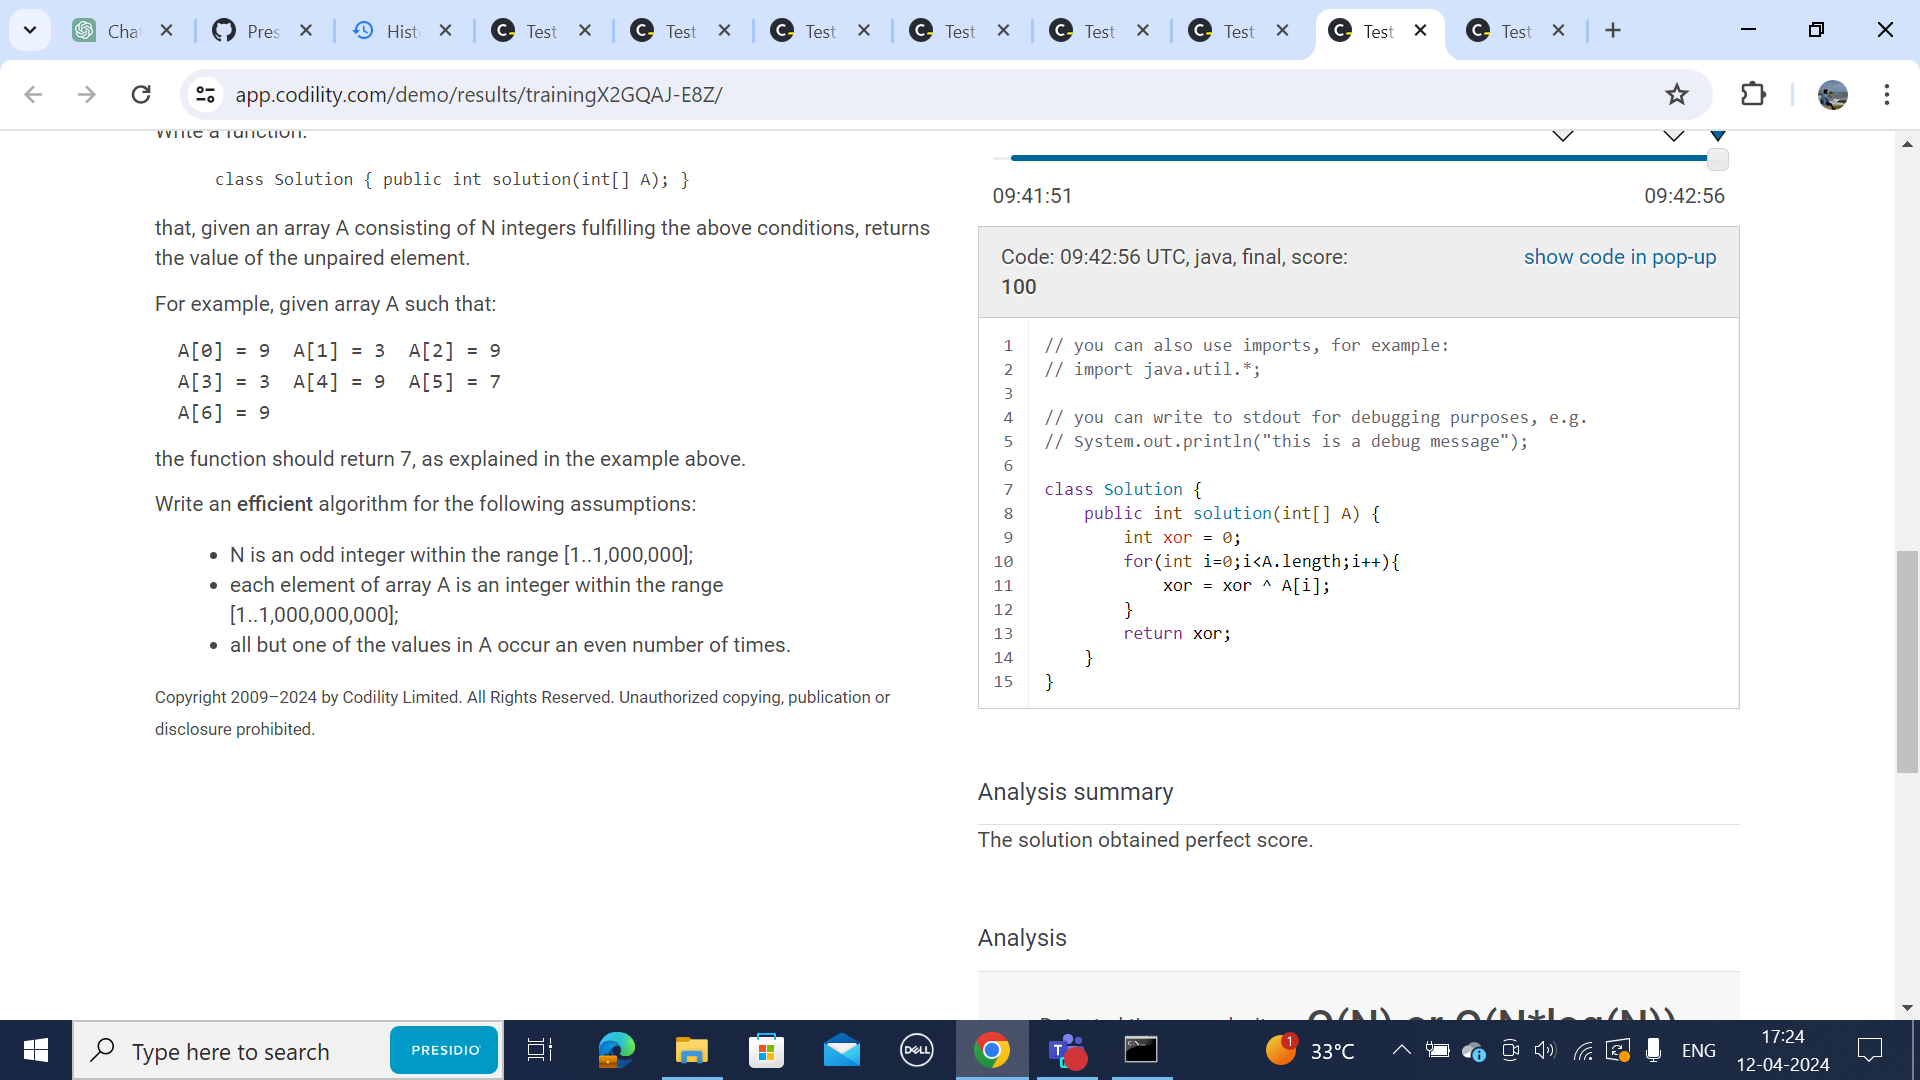 Cha
Pres
Hist
Test
Test
Test
Test
Test
Test
Test
Test
app.codility.com/demo/results/trainingX2GQAJ-E8Z/
Write a function:
class Solution { public int solution(int[] A); }
that, given an array A consisting of N integers fulfilling the above conditions, returns
the value of the unpaired element.
For example, given array A such that:
A[0] = 9 A[1] = 3 A[2] = 9
A[3] = 3 A[4] = 9 A[5] = 7
A[6] = 9
the function should return 7, as explained in the example above.
Write an efficient algorithm for the following assumptions:
• N is an odd integer within the range [1..1,000,000];
• each element of array A is an integer within the range
[1..1,000,000,000];
• all but one of the values in A occur an even number of times.
Copyright 2009–2024 by Codility Limited. All Rights Reserved. Unauthorized copying, publication or
disclosure prohibited.
09:41:51
09:42:56
Code: 09:42:56 UTC, java, final, score:
100
show code in pop-up
1 // you can also use imports, for example:
2 // import java.util.*;
3
4 // you can write to stdout for debugging purposes, e.g.
5 // System.out.println("this is a debug message");
6
7 class Solution {
8 public int solution(int[] A) {
9 int xor = 0;
10 for(int i=0;i<A.length;i++){
11 xor = xor ^ A[i];
12 }
13 return xor;
14 }
15 }
Analysis summary
The solution obtained perfect score.
Analysis
O(N) or O(N*log(N))
Type here to search
PRESIDIO
DELL
1
33°C
ENG
17:24
12-04-2024